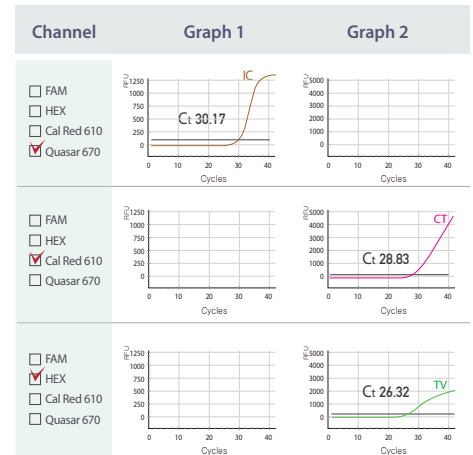 Channel Graph 1 Graph 2
FAM
HEX
Cal Red 610
Quasar 670
RFU
1250
1000
750
500
250
0
IC
Ct 30.17
0 10 20 30 40
Cycles
RFU
5000
4000
3000
2000
1000
0
0 10 20 30 40
Cycles
FAM
HEX
Cal Red 610
Quasar 670
RFU
1250
1000
750
500
250
0
0 10 20 30 40
Cycles
RFU
5000
4000
3000
2000
1000
0
CT
Ct 28.83
0 10 20 30 40
Cycles
FAM
HEX
Cal Red 610
Quasar 670
RFU
1250
1000
750
500
250
0
0 10 20 30 40
Cycles
RFU
5000
4000
3000
2000
1000
0
TV
Ct 26.32
0 10 20 30 40
Cycles